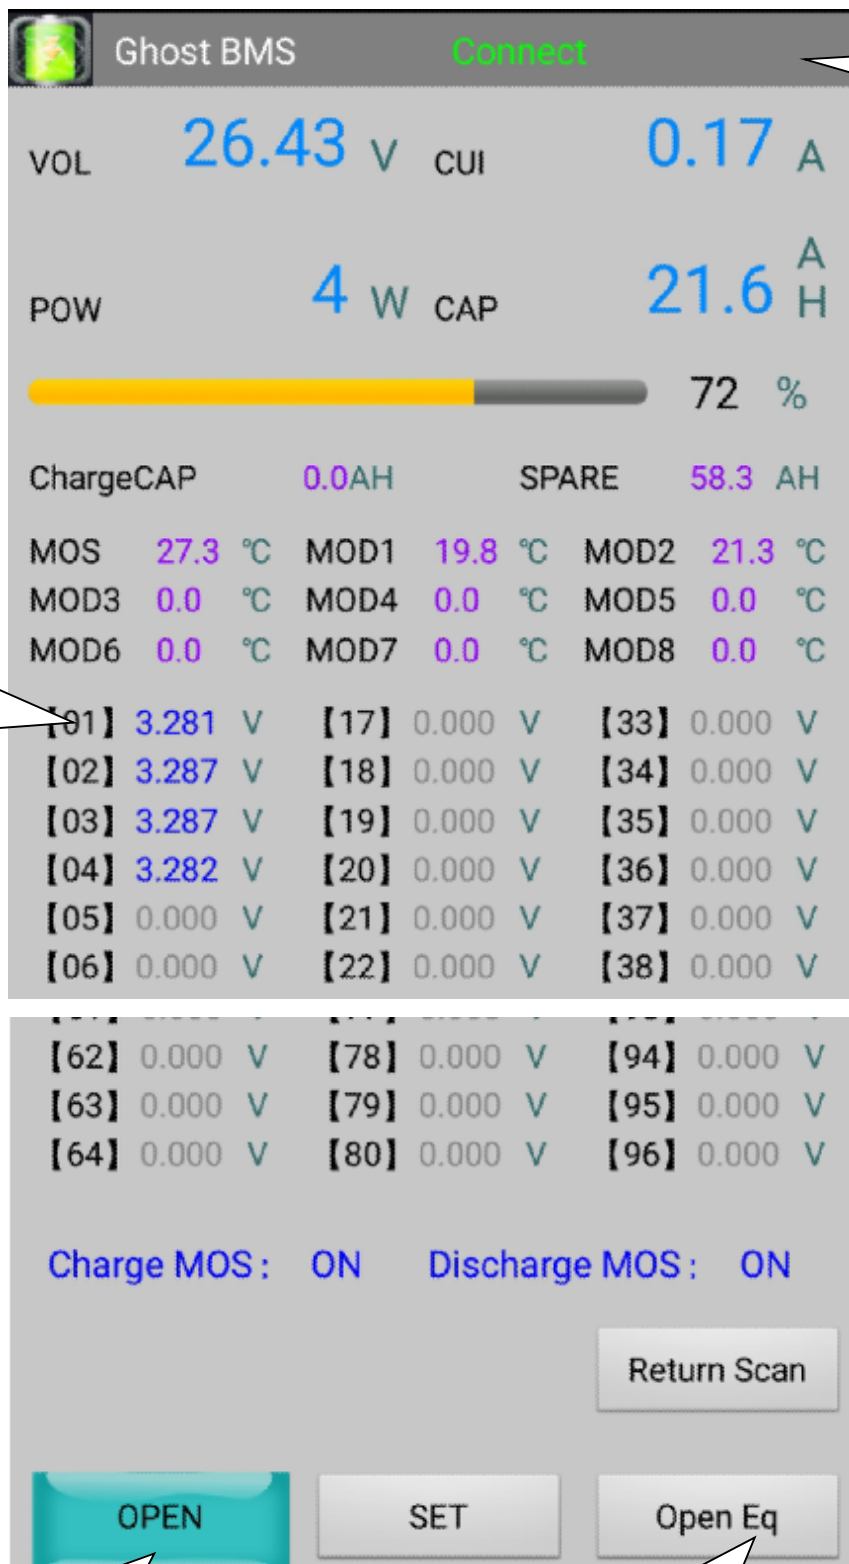 Ghost BMS Connect
VOL 26.43 V CUI 0.17 A
POW 4 W CAP 21.6 AH
72 %
ChargeCAP 0.0AH SPARE 58.3 AH
MOS 27.3 ℃ MOD1 19.8 ℃ MOD2 21.3 ℃
MOD3 0.0 ℃ MOD4 0.0 ℃ MOD5 0.0 ℃
MOD6 0.0 ℃ MOD7 0.0 ℃ MOD8 0.0 ℃
【01】 3.281 V 【17】 0.000 V 【33】 0.000 V
【02】 3.287 V 【18】 0.000 V 【34】 0.000 V
【03】 3.287 V 【19】 0.000 V 【35】 0.000 V
【04】 3.282 V 【20】 0.000 V 【36】 0.000 V
【05】 0.000 V 【21】 0.000 V 【37】 0.000 V
【06】 0.000 V 【22】 0.000 V 【38】 0.000 V
【62】 0.000 V 【78】 0.000 V 【94】 0.000 V
【63】 0.000 V 【79】 0.000 V 【95】 0.000 V
【64】 0.000 V 【80】 0.000 V 【96】 0.000 V
Charge MOS: ON Discharge MOS: ON
Return Scan
OPEN SET Open Eq